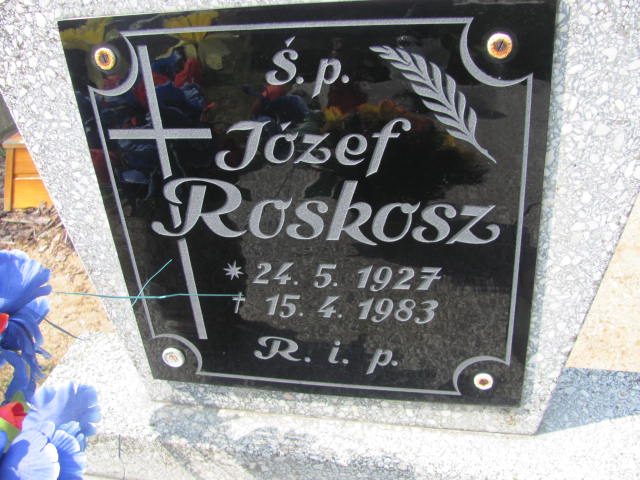 Ś.p.
Józef
Roskosz
* 24. 5. 1927
† 15. 4. 1983
R. i. p.